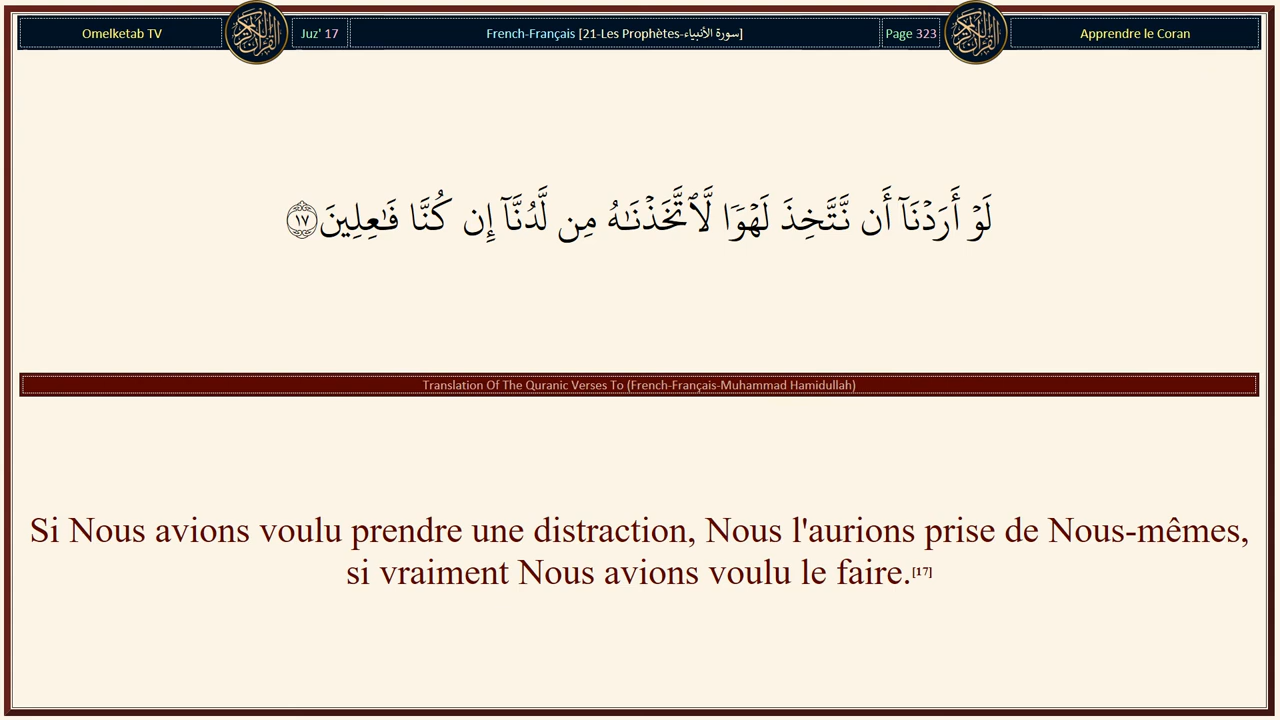 Omelketab TV
Juz' 17
French-Français [21-Les Prophètes-سورة الأنبياء]
Page 323
Apprendre le Coran
لَوْ أَرَدْنَآ أَن نَّتَّخِذَ لَهْوًا لَّٱتَّخَذْنَـٰهُ مِن لَّدُنَّآ إِن كُنَّا فَـٰعِلِينَ ١٧
Translation Of The Quranic Verses To (French-Français-Muhammad Hamidullah)
Si Nous avions voulu prendre une distraction, Nous l'aurions prise de Nous-mêmes,
si vraiment Nous avions voulu le faire.[17]